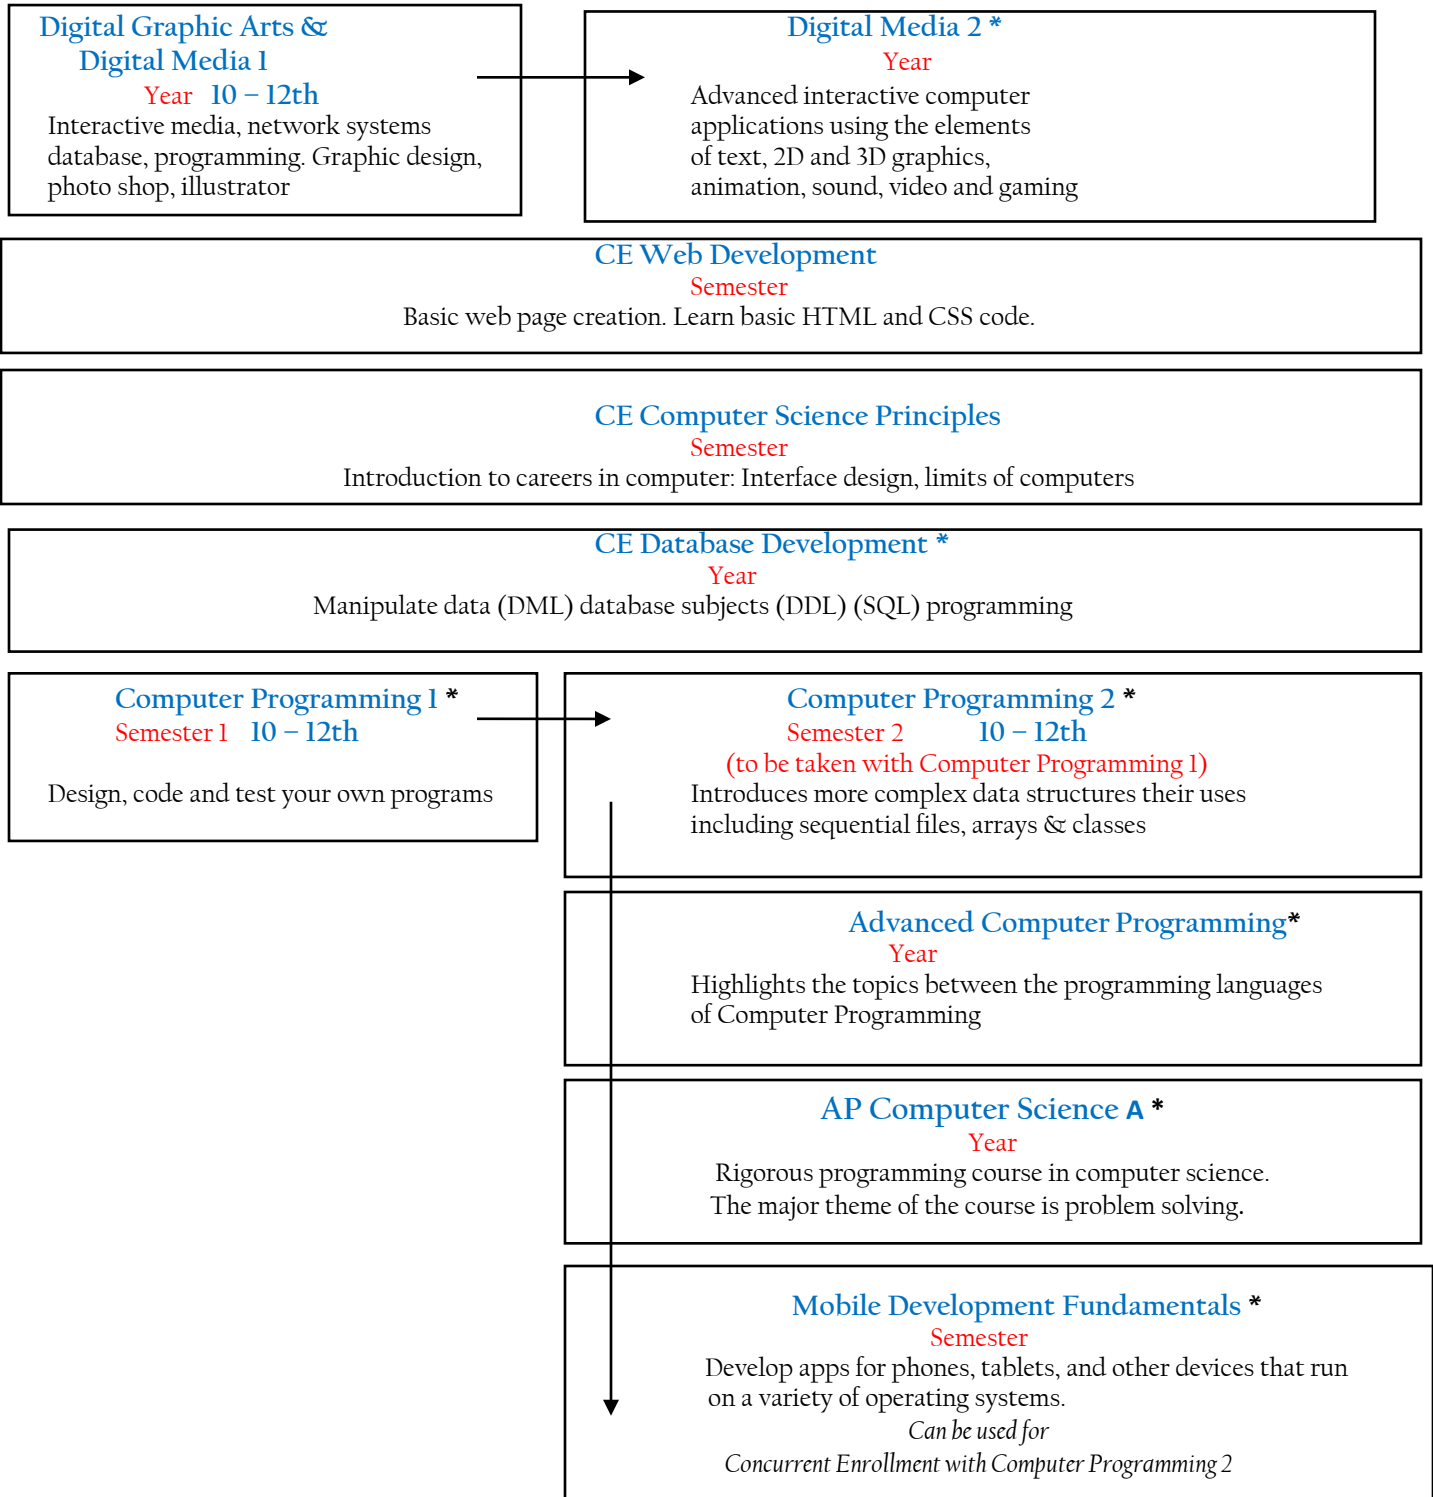 Digital Graphic Arts &
Digital Media 1
Year 10 – 12th
Interactive media, network systems
database, programming. Graphic design,
photo shop, illustrator
Digital Media 2 *
Year
Advanced interactive computer
applications using the elements
of text, 2D and 3D graphics,
animation, sound, video and gaming
CE Web Development
Semester
Basic web page creation. Learn basic HTML and CSS code.
CE Computer Science Principles
Semester
Introduction to careers in computer: Interface design, limits of computers
CE Database Development *
Year
Manipulate data (DML) database subjects (DDL) (SQL) programming
Computer Programming 1 *
Semester 1 10 – 12th
Design, code and test your own programs
Computer Programming 2 *
Semester 2 10 – 12th
(to be taken with Computer Programming 1)
Introduces more complex data structures their uses
including sequential files, arrays & classes
Advanced Computer Programming*
Year
Highlights the topics between the programming languages
of Computer Programming
AP Computer Science A *
Year
Rigorous programming course in computer science.
The major theme of the course is problem solving.
Mobile Development Fundamentals *
Semester
Develop apps for phones, tablets, and other devices that run
on a variety of operating systems.
Can be used for
Concurrent Enrollment with Computer Programming 2